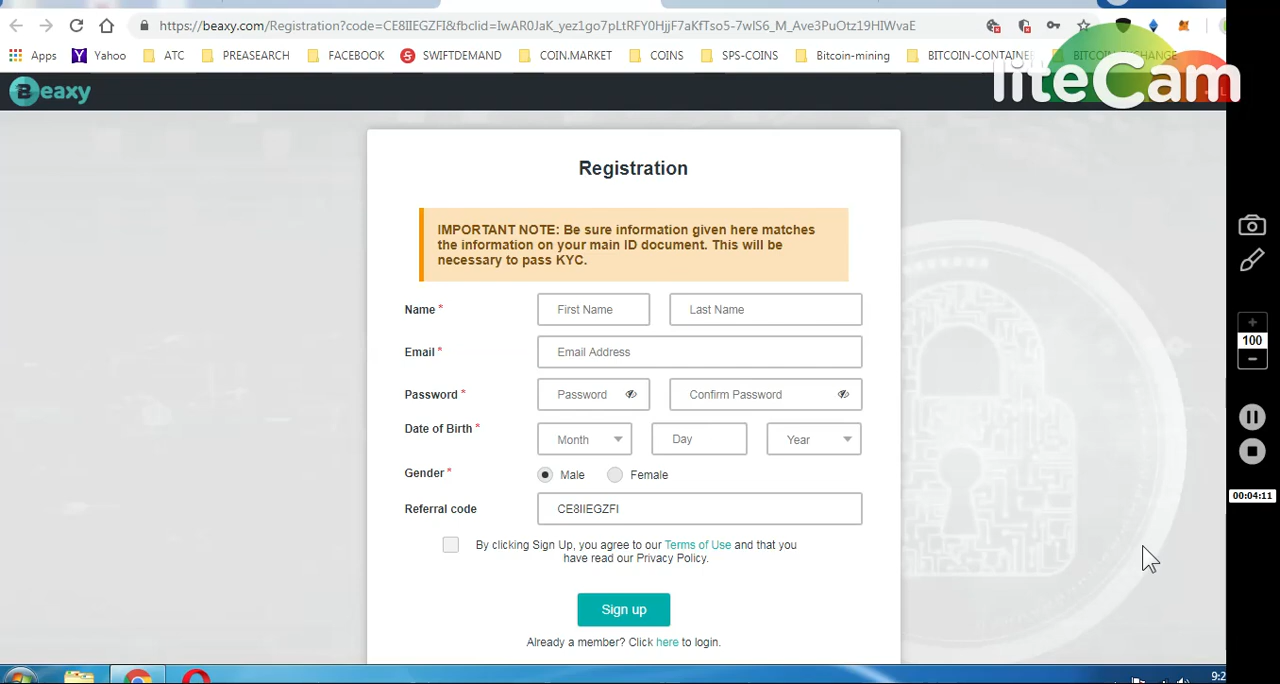 https://beaxy.com/Registration?code=CE8IIEGZFI&fbclid=IwAR0JaK_yez1go7pLtRFY0HjjF7aKfTso5-7wlS6_M_Ave3PuOtz19HIWvaE
Apps Yahoo ATC PREASEARCH FACEBOOK SWIFTDEMAND COIN.MARKET COINS SPS-COINS Bitcoin-mining BITCOIN-CONTAINE BITCOIN-EXCHANGE
liteCam
Beaxy
Registration
IMPORTANT NOTE: Be sure information given here matches
the information on your main ID document. This will be
necessary to pass KYC.
Name * First Name Last Name
Email * Email Address
Password * Password Confirm Password
Date of Birth * Month Day Year
Gender * Male Female
Referral code CE8IIEGZFI
By clicking Sign Up, you agree to our Terms of Use and that you
have read our Privacy Policy.
Sign up
Already a member? Click here to login.
+
100
-
00:04:11